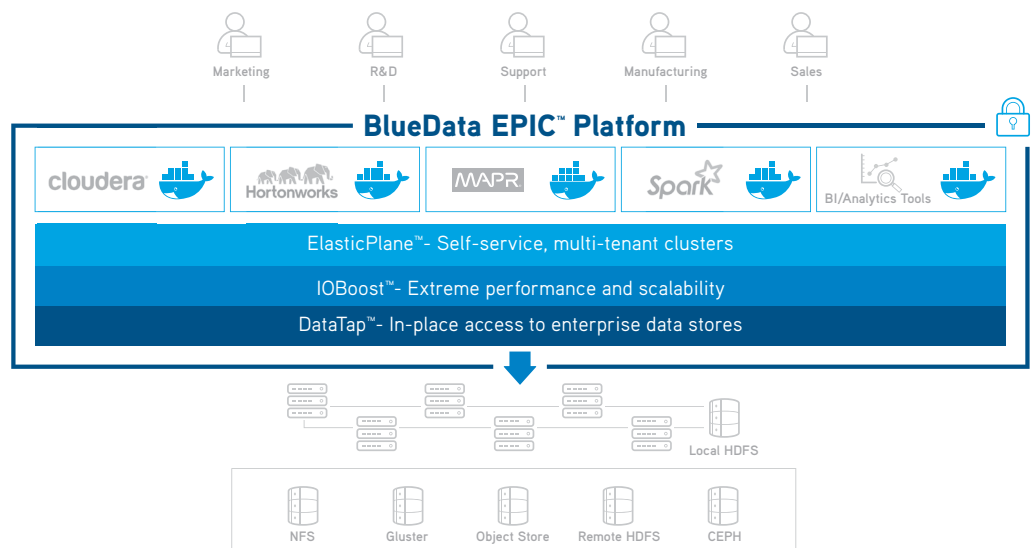 Marketing R&D Support Manufacturing Sales
BlueData EPIC™ Platform
cloudera Hortonworks MAPR. Spark BI/Analytics Tools
ElasticPlane™- Self-service, multi-tenant clusters
IOBoost™- Extreme performance and scalability
DataTap™- In-place access to enterprise data stores
Local HDFS
NFS Gluster Object Store Remote HDFS CEPH